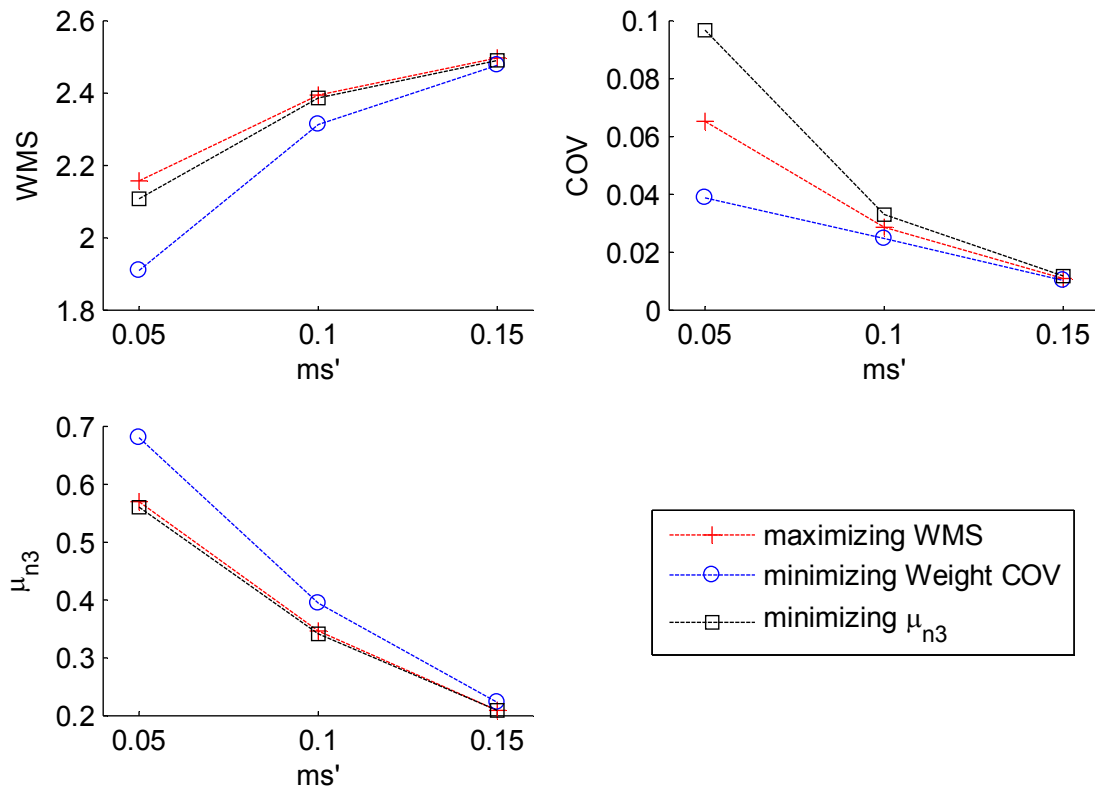 2.6
2.4
2.2
2
1.8
WMS
0.05 0.1 0.15
ms'
0.1
0.08
0.06
0.04
0.02
0
COV
0.05 0.1 0.15
ms'
0.7
0.6
0.5
0.4
0.3
0.2
μn3
0.05 0.1 0.15
ms'
maximizing WMS
minimizing Weight COV
minimizing μn3